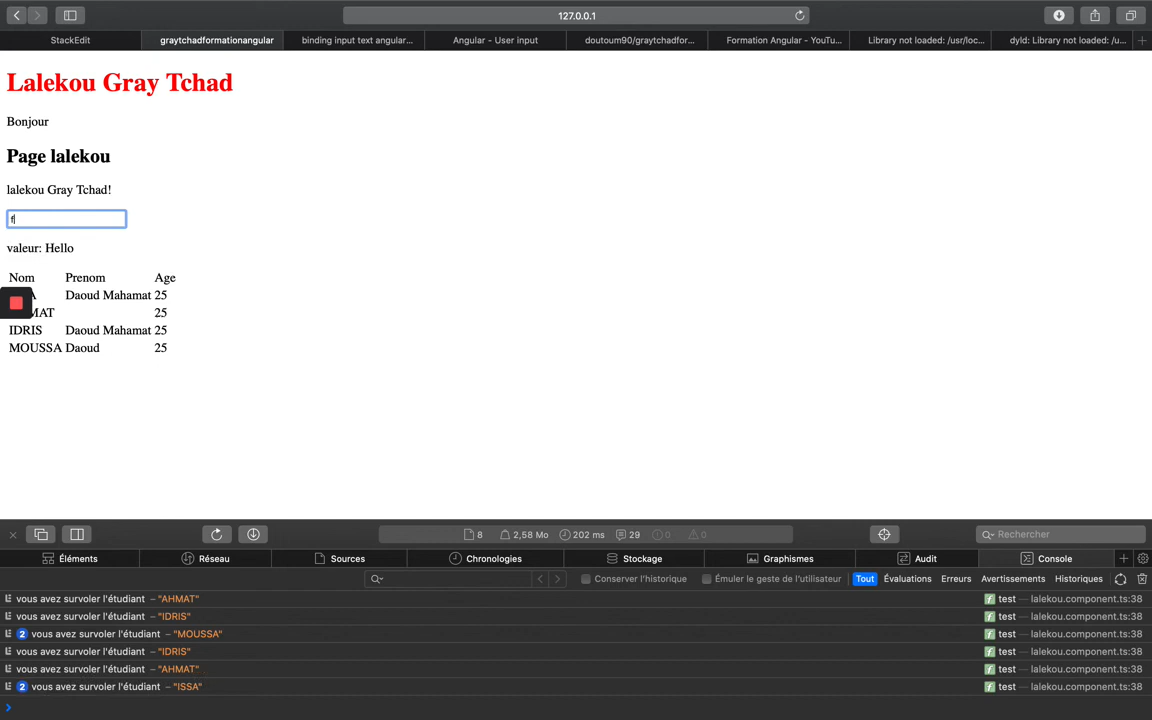 127.0.0.1
StackEdit
graytchadformationangular
binding input text angular...
Angular - User input
doutoum90/graytchadfor...
Formation Angular - YouTu...
Library not loaded: /usr/loc...
dyld: Library not loaded: /u...
Lalekou Gray Tchad
Bonjour
Page lalekou
lalekou Gray Tchad!
f
valeur: Hello
Nom Prenom Age
A Daoud Mahamat 25
MAT 25
IDRIS Daoud Mahamat 25
MOUSSA Daoud 25
8 2,58 Mo 202 ms 29 0 0
Rechercher
Éléments Réseau Sources Chronologies Stockage Graphismes Audit Console
Conserver l'historique Émuler le geste de l'utilisateur Tout Évaluations Erreurs Avertissements Historiques
vous avez survoler l'étudiant – "AHMAT" f test — lalekou.component.ts:38
vous avez survoler l'étudiant – "IDRIS" f test — lalekou.component.ts:38
2 vous avez survoler l'étudiant – "MOUSSA" f test — lalekou.component.ts:38
vous avez survoler l'étudiant – "IDRIS" f test — lalekou.component.ts:38
vous avez survoler l'étudiant – "AHMAT" f test — lalekou.component.ts:38
2 vous avez survoler l'étudiant – "ISSA" f test — lalekou.component.ts:38